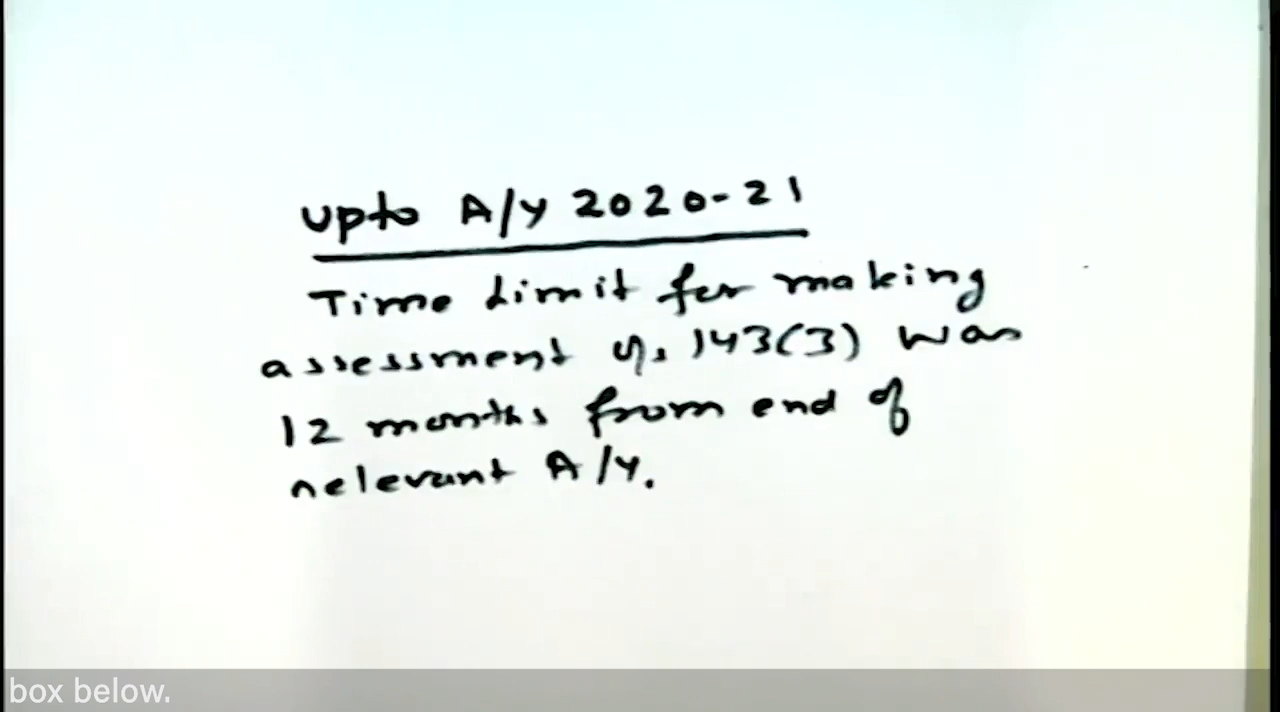 upto A/Y 2020-21
Time Limit for making
assessment u/s 143(3) was
12 months from end of
relevant A/Y.
box below.